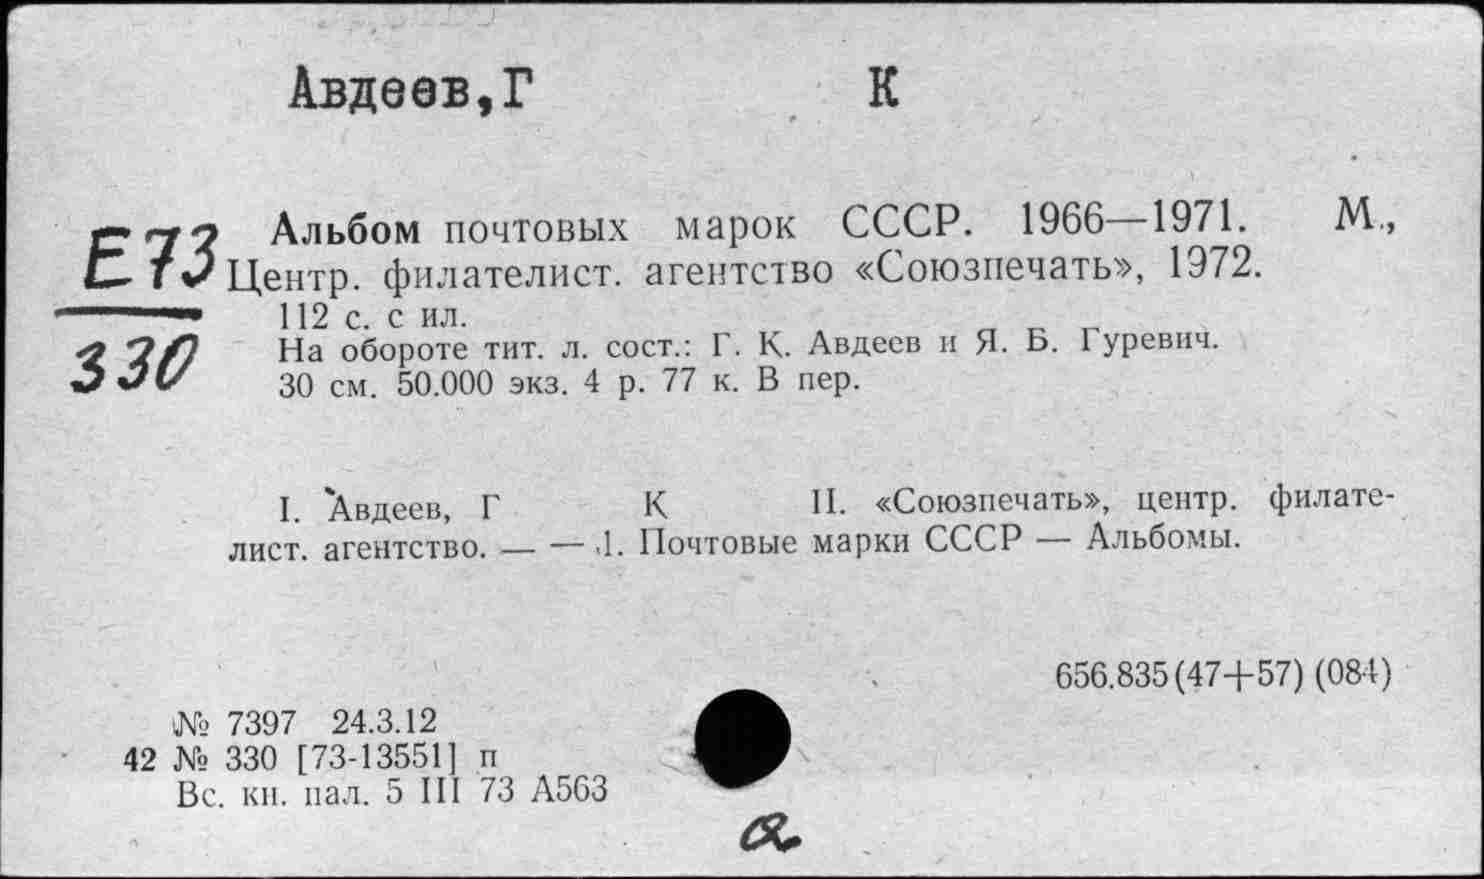 Авдеев,Г К
Е73
330
Альбом почтовых марок СССР. 1966—1971. М.,
Центр. филателист. агентство «Союзпечать», 1972.
112 с. с ил.
На обороте тит. л. сост.: Г. К. Авдеев и Я. Б. Гуревич.
30 см. 50.000 экз. 4 р. 77 к. В пер.
I. Авдеев, Г К II. «Союзпечать», центр. филате-
лист. агентство. — — 1. Почтовые марки СССР — Альбомы.
656.835(47+57) (084)
№ 7397 24.3.12
42 № 330 [73-13551] п
Вс. кн. пал. 5 III 73 А563